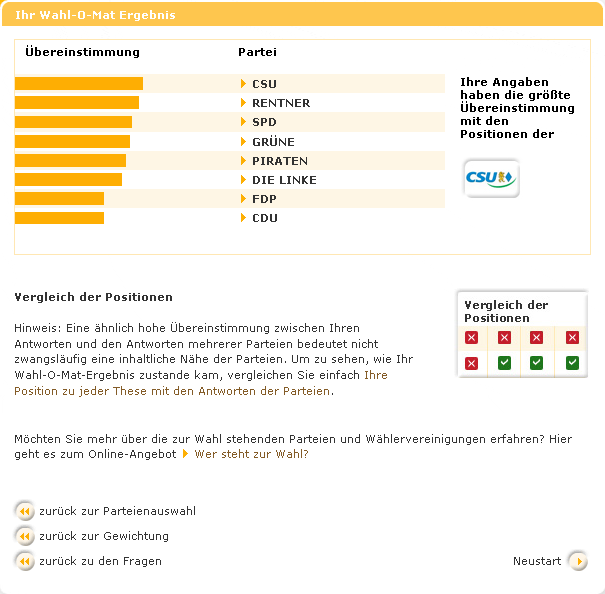 Ihr Wahl-O-Mat Ergebnis
Übereinstimmung Partei
CSU
RENTNER
SPD
GRÜNE
PIRATEN
DIE LINKE
FDP
CDU
Ihre Angaben
haben die größte
Übereinstimmung
mit den
Positionen der
CSU
Vergleich der Positionen
Hinweis: Eine ähnlich hohe Übereinstimmung zwischen Ihren
Antworten und den Antworten mehrerer Parteien bedeutet nicht
zwangsläufig eine inhaltliche Nähe der Parteien. Um zu sehen, wie Ihr
Wahl-O-Mat-Ergebnis zustande kam, vergleichen Sie einfach Ihre
Position zu jeder These mit den Antworten der Parteien.
Vergleich der
Positionen
Möchten Sie mehr über die zur Wahl stehenden Parteien und Wählervereinigungen erfahren? Hier
geht es zum Online-Angebot Wer steht zur Wahl?
zurück zur Parteienauswahl
zurück zur Gewichtung
zurück zu den Fragen
Neustart